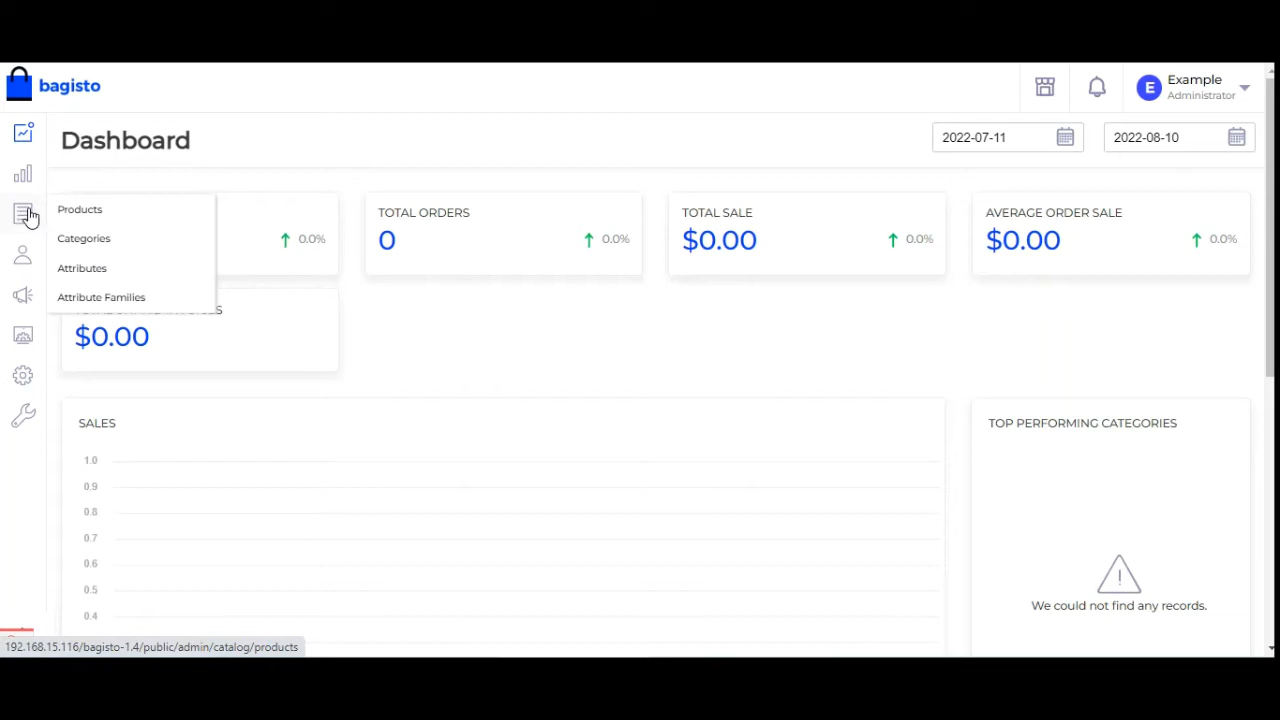 bagisto
E
Example
Administrator
Dashboard
2022-07-11
2022-08-10
Products
Categories
Attributes
Attribute Families
0.0%
TOTAL ORDERS
0
0.0%
TOTAL SALE
$0.00
0.0%
AVERAGE ORDER SALE
$0.00
0.0%
$0.00
SALES
1.0
0.9
0.8
0.7
0.6
0.5
0.4
TOP PERFORMING CATEGORIES
We could not find any records.
192.168.15.116/bagisto-1.4/public/admin/catalog/products